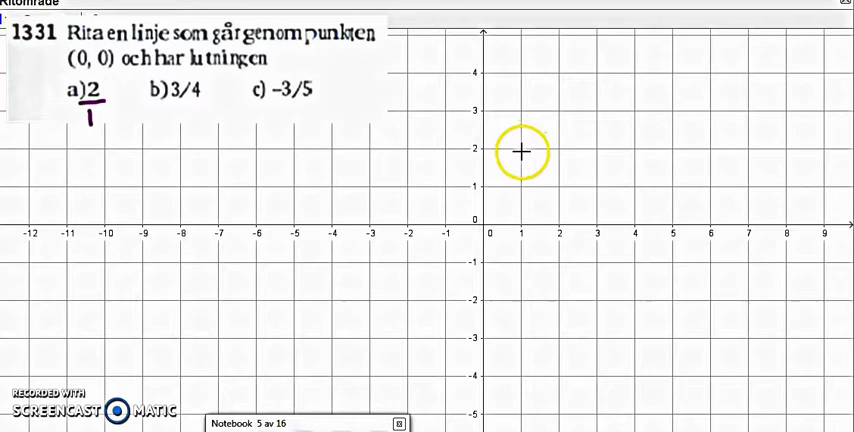 Ritområde
1331 Rita en linje som går genom punkten
(0, 0) och har lutningen
a) 2 b) 3/4 c) –3/5
1
4
3
2
1
0
-12 -11 -10 -9 -8 -7 -6 -5 -4 -3 -2 -1 0 1 2 3 4 5 6 7 8 9
-1
-2
-3
-4
-5
RECORDED WITH
SCREENCAST MATIC
Notebook 5 av 16